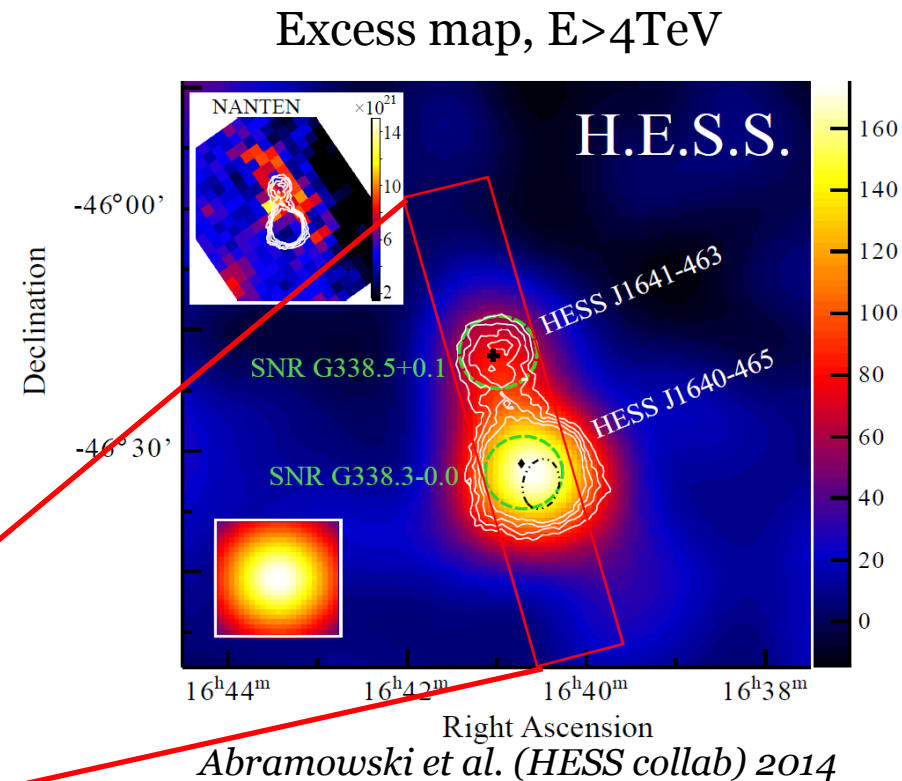 Excess map, E>4TeV
NANTEN
×10²¹
14
10
6
2
H.E.S.S.
160
140
120
100
80
60
40
20
0
-46°00’
-46°30’
Declination
HESS J1641-463
SNR G338.5+0.1
HESS J1640-465
SNR G338.3-0.0
16ʰ44ᵐ
16ʰ42ᵐ
16ʰ40ᵐ
16ʰ38ᵐ
Right Ascension
Abramowski et al. (HESS collab) 2014